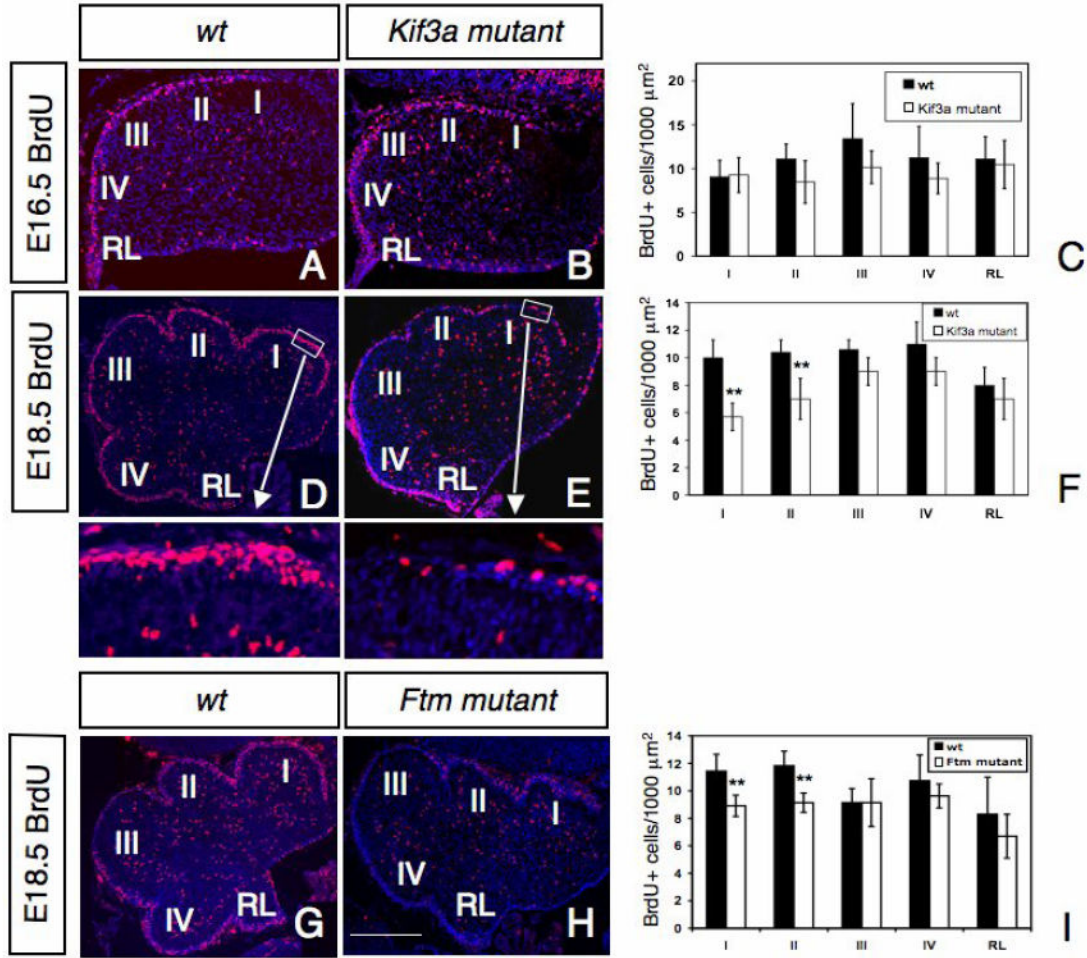 wt
Kif3a mutant
E16.5 BrdU
I
II
III
IV
RL
A
I
II
III
IV
RL
B
BrdU+ cells/1000 µm²
20
15
10
5
0
wt
Kif3a mutant
I II III IV RL
C
E18.5 BrdU
I
II
III
IV
RL
D
I
II
III
IV
RL
E
BrdU+ cells/1000 µm²
14
12
10
8
6
4
2
0
wt
Kif3a mutant
**
**
I II III IV RL
F
wt
Ftm mutant
E18.5 BrdU
I
II
III
IV
RL
G
III
II
I
IV
RL
H
BrdU+ cells/1000 µm²
14
12
10
8
6
4
2
0
wt
Ftm mutant
**
**
I II III IV RL
I